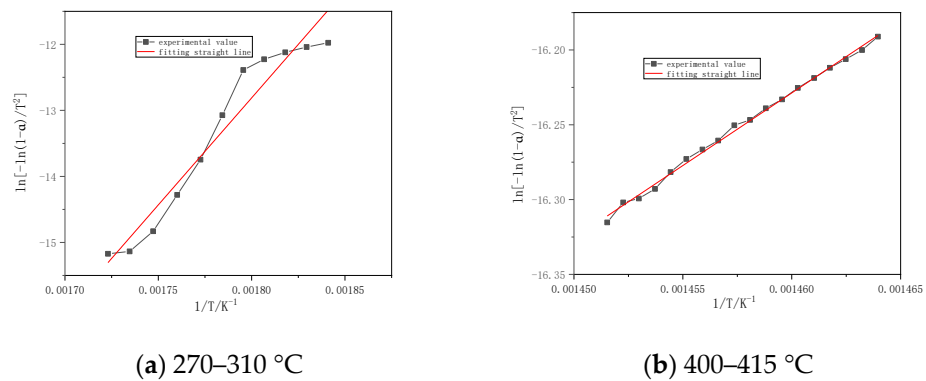 experimental value
fitting straight line
ln[-ln(1-a)/T²]
-12
-13
-14
-15
0.00170
0.00175
0.00180
0.00185
1/T/K⁻¹
(a) 270–310 °C
experimental value
fitting straight line
ln[-ln(1-a)/T²]
-16.20
-16.25
-16.30
-16.35
0.001450
0.001455
0.001460
0.001465
1/T/K⁻¹
(b) 400–415 °C